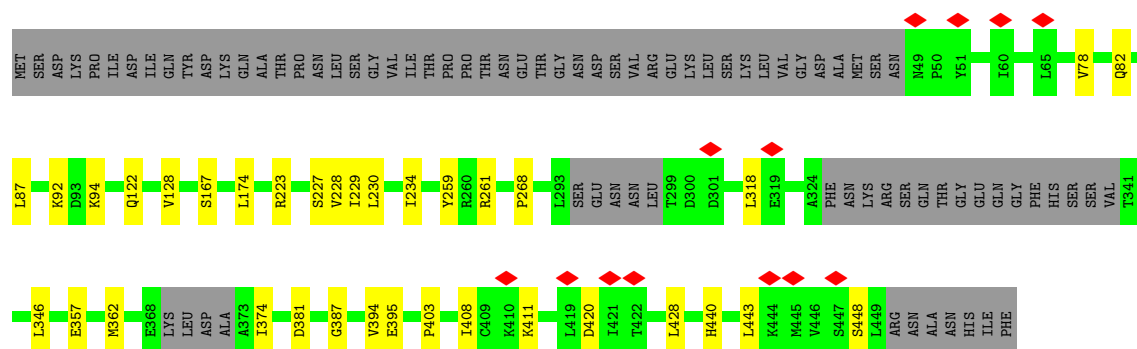 MET SER ASP LYS PRO ILE ASP ILE GLN TYR ASP LYS GLN ALA THR PRO ASN LEU SER GLY VAL ILE THR PRO PRO THR ASN GLU THR GLY ASN ASP SER VAL ARG GLU LYS LEU SER LYS LEU VAL GLY ASP ALA MET SER ASN N49 P50 Y51 I60 L65 V78 Q82
L87 K92 D93 K94 Q122 V128 S167 L174 R223 S227 V228 I229 L230 I234 Y259 R260 R261 P268 L293 SER GLU ASN ASN LEU T299 D300 D301 L318 E319 A324 PHE ASN LYS ARG SER GLN THR GLY GLU GLN GLY PHE HIS SER SER VAL T341
L346 E357 M362 E368 LYS LEU ASP ALA A373 I374 D381 G387 V394 E395 P403 I408 C409 K410 K411 L419 D420 I421 T422 L428 H440 L443 K444 M445 V446 S447 S448 L449 ARG ASN ALA ASN HIS ILE PHE